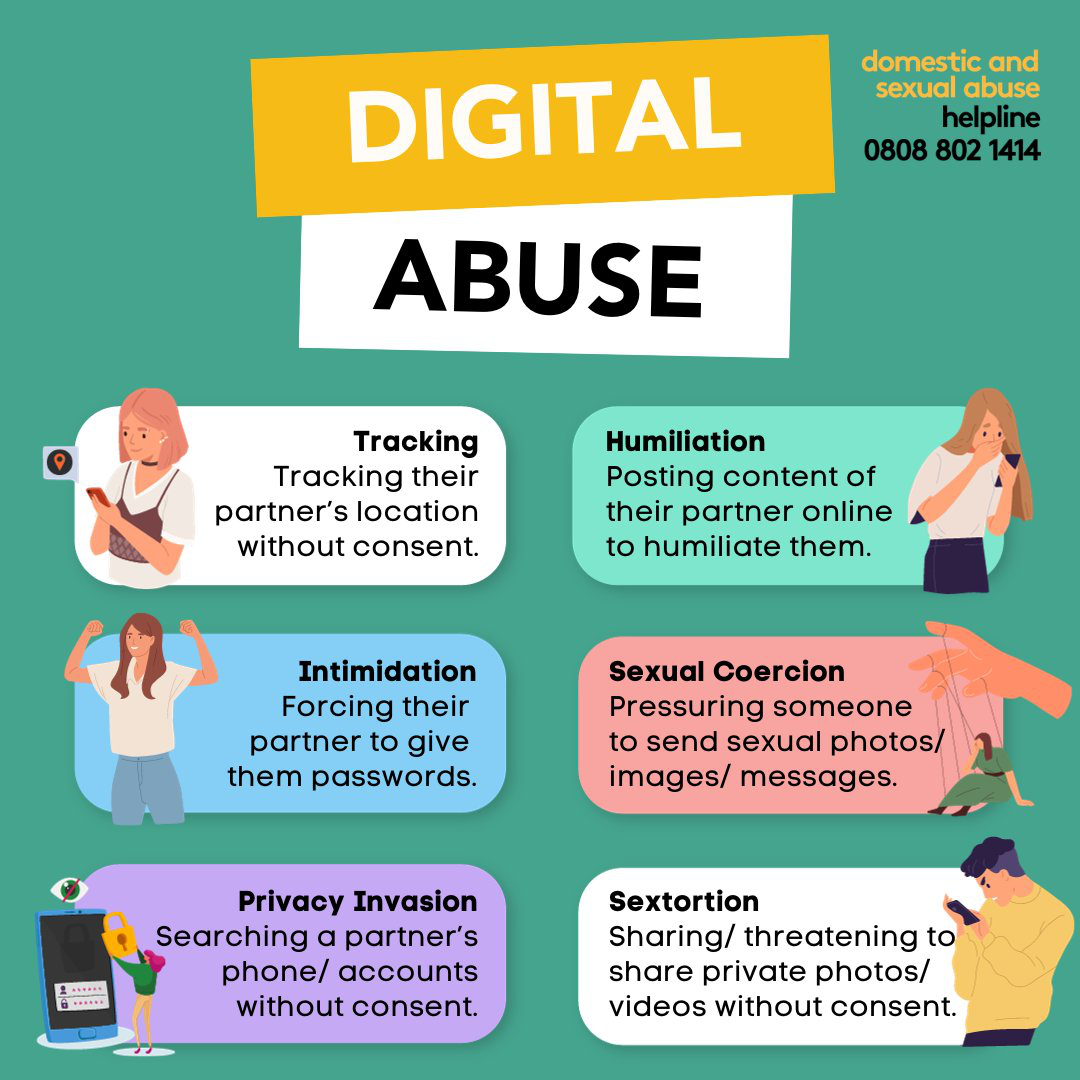 DIGITAL
ABUSE
domestic and
sexual abuse
helpline
0808 802 1414
Tracking
Tracking their
partner's location
without consent.
Humiliation
Posting content of
their partner online
to humiliate them.
Intimidation
Forcing their
partner to give
them passwords.
Sexual Coercion
Pressuring someone
to send sexual photos/
images/ messages.
Privacy Invasion
Searching a partner's
phone/ accounts
without consent.
Sextortion
Sharing/ threatening to
share private photos/
videos without consent.